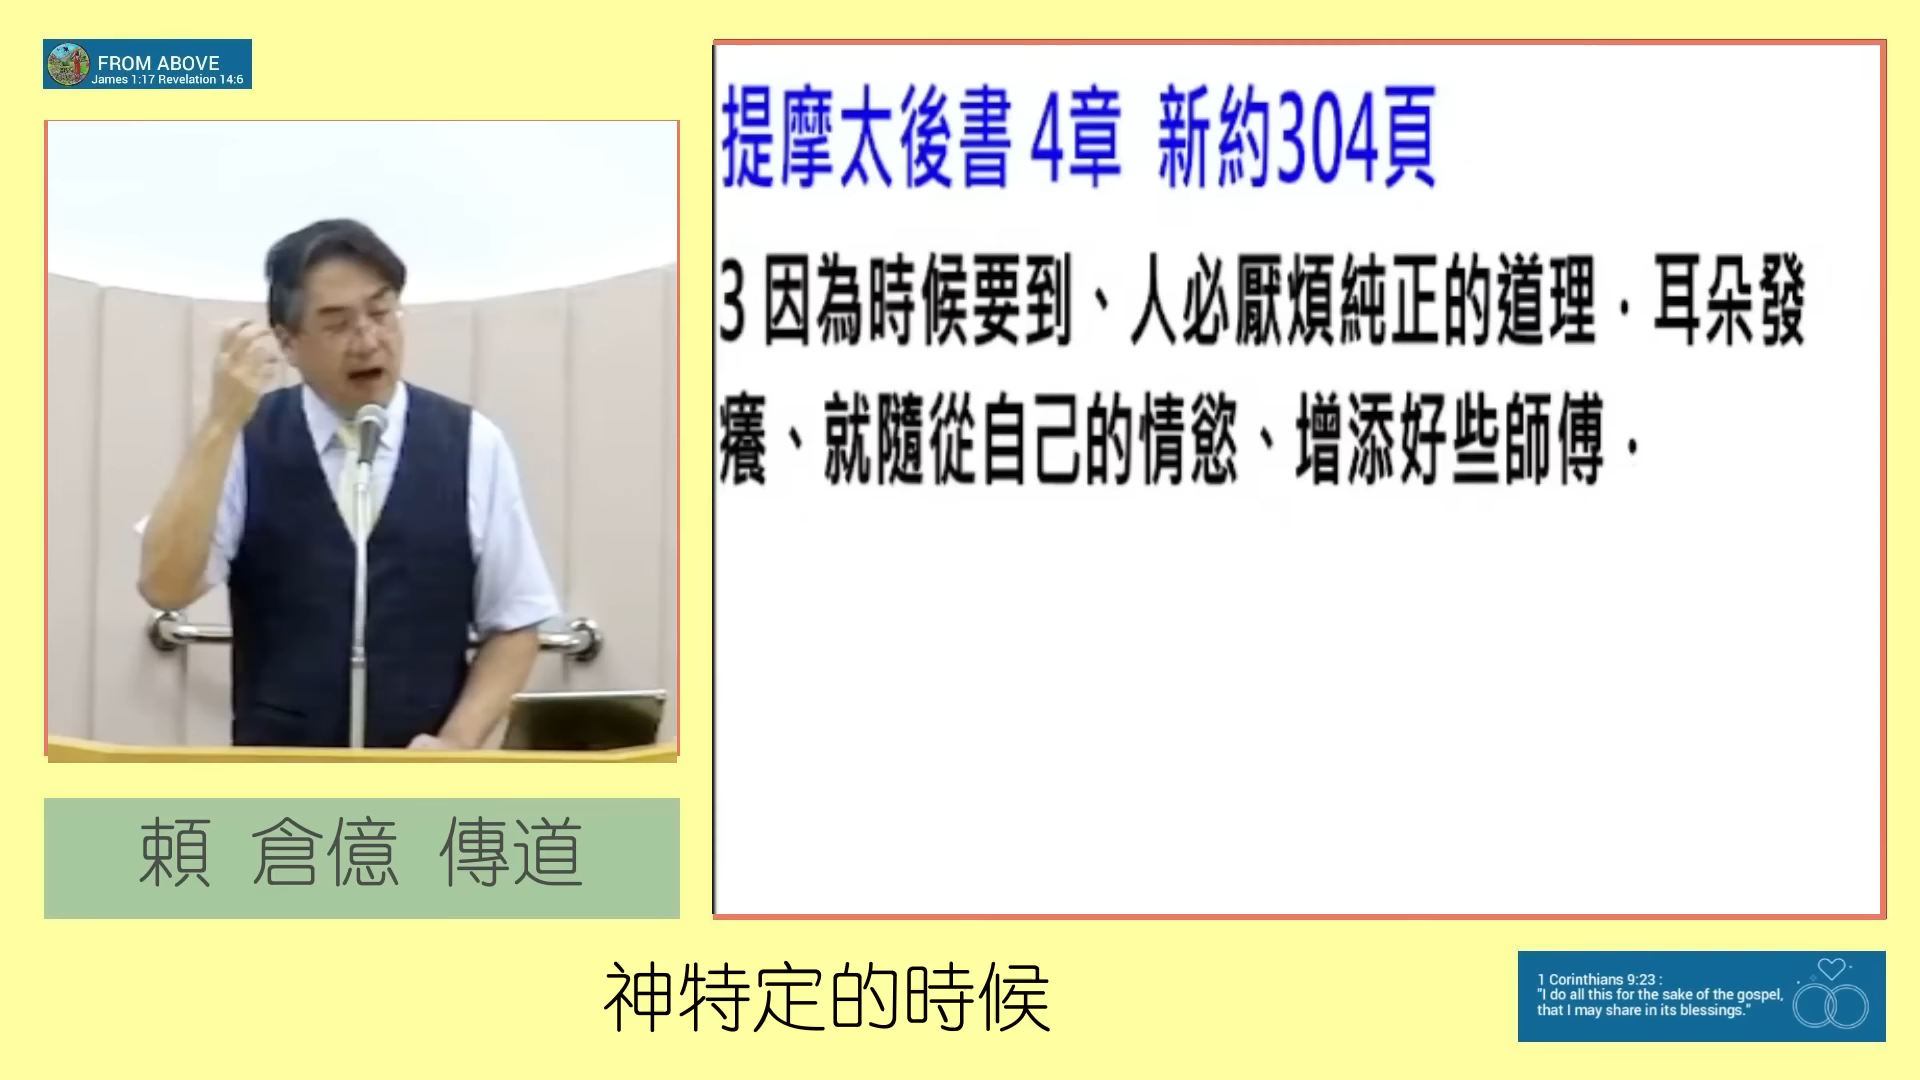 FROM ABOVE
James 1:17 Revelation 14:6
提摩太後書 4章 新約304頁
3 因為時候要到、人必厭煩純正的道理．耳朵發
癢、就隨從自己的情慾、增添好些師傅．
賴 倉億 傳道
神特定的時候
1 Corinthians 9:23 :
"I do all this for the sake of the gospel,
that I may share in its blessings."